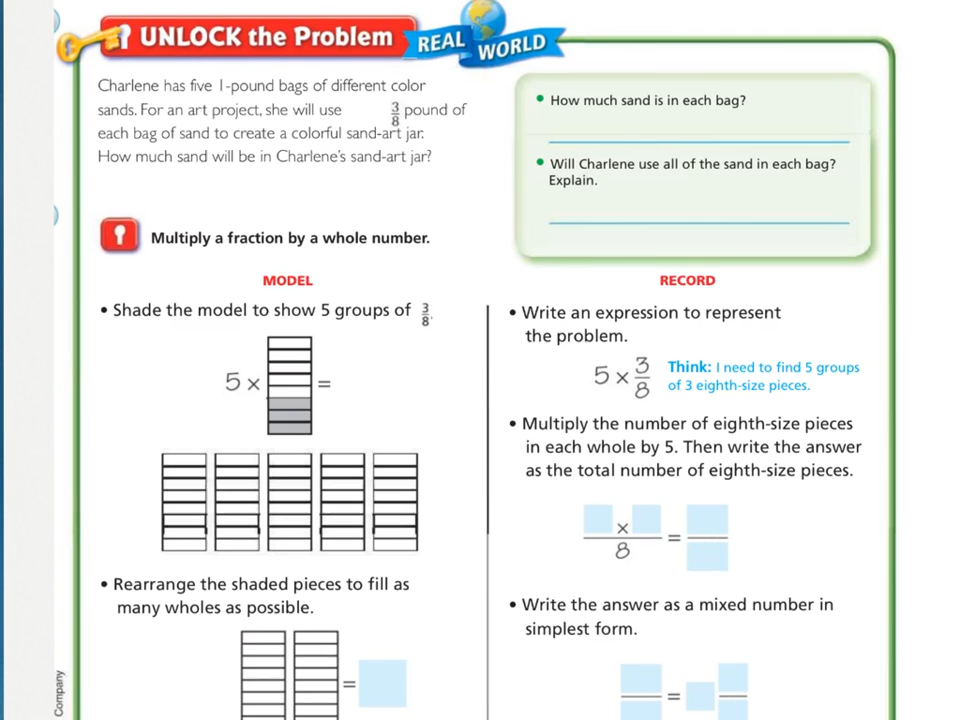 UNLOCK the Problem REAL WORLD
Charlene has five 1-pound bags of different color
sands. For an art project, she will use 3/8 pound of
each bag of sand to create a colorful sand-art jar.
How much sand will be in Charlene's sand-art jar?
• How much sand is in each bag?
• Will Charlene use all of the sand in each bag?
Explain.
Multiply a fraction by a whole number.
MODEL
• Shade the model to show 5 groups of 3/8.
5 × =
• Rearrange the shaded pieces to fill as
many wholes as possible.
=
RECORD
• Write an expression to represent
the problem.
5 × 3/8 Think: I need to find 5 groups
of 3 eighth-size pieces.
• Multiply the number of eighth-size pieces
in each whole by 5. Then write the answer
as the total number of eighth-size pieces.
× =
8
• Write the answer as a mixed number in
simplest form.
=
Company